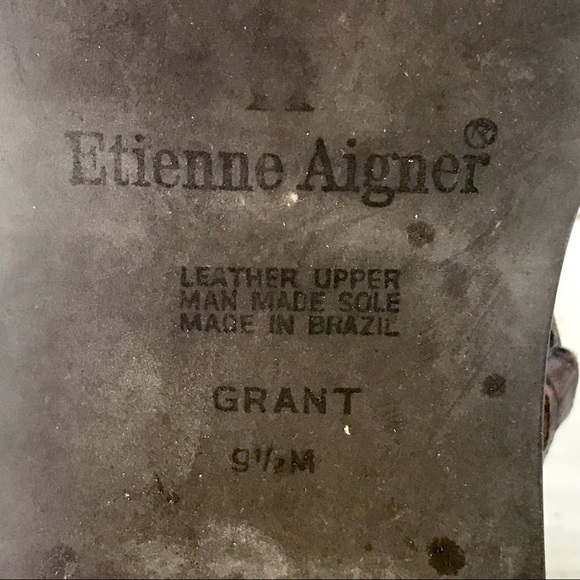 Etienne Aigner®
LEATHER UPPER
MAN MADE SOLE
MADE IN BRAZIL
GRANT
9½M